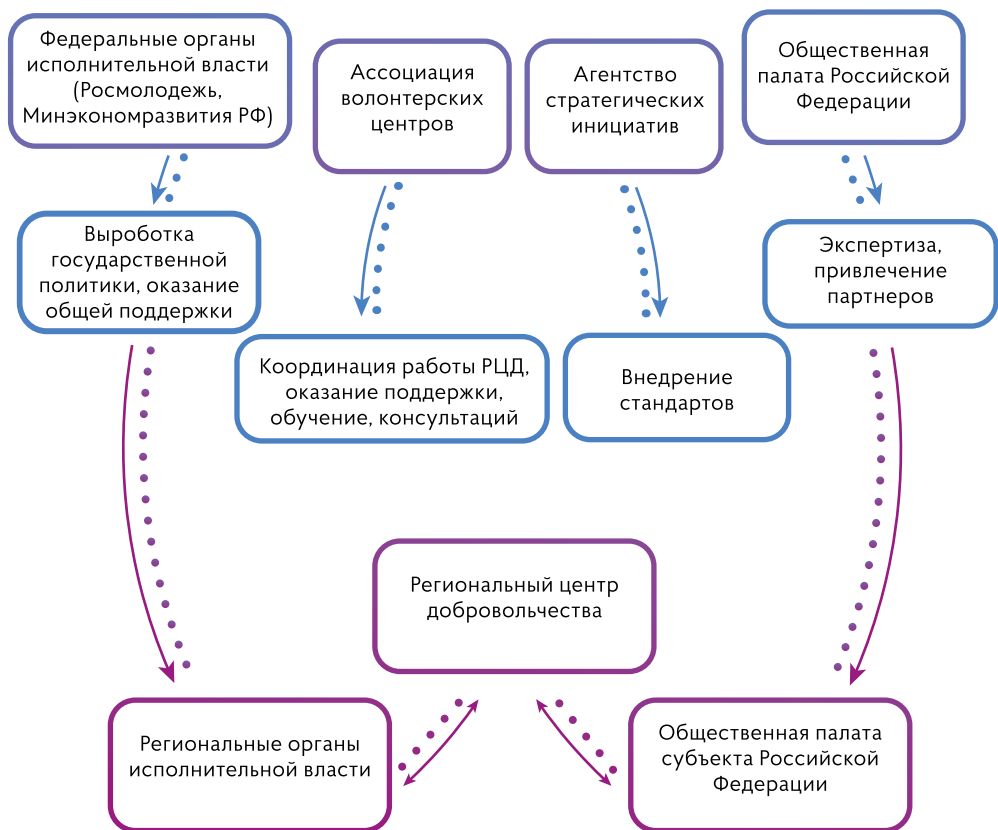 Федеральные органы
исполнительной власти
(Росмолодежь,
Минэкономразвития РФ)
Ассоциация
волонтерских
центров
Агентство
стратегических
инициатив
Общественная
палата Российской
Федерации
Выроботка
государственной
политики, оказание
общей поддержки
Экспертиза,
привлечение
партнеров
Координация работы РЦД,
оказание поддержки,
обучение, консультаций
Внедрение
стандартов
Региональный центр
добровольчества
Региональные органы
исполнительной власти
Общественная палата
субъекта Российской
Федерации